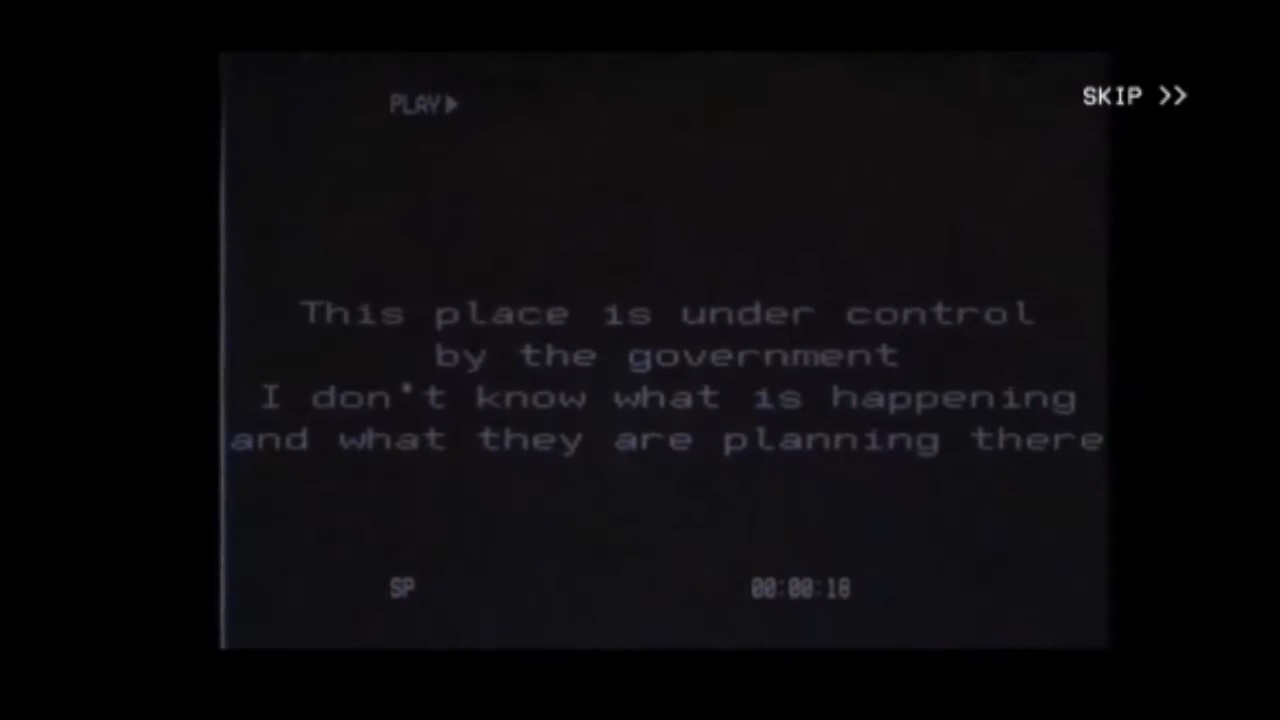 PLAY▶
SKIP >>
This place is under control
by the government
I don't know what is happening
and what they are planning there
SP
00:00:18